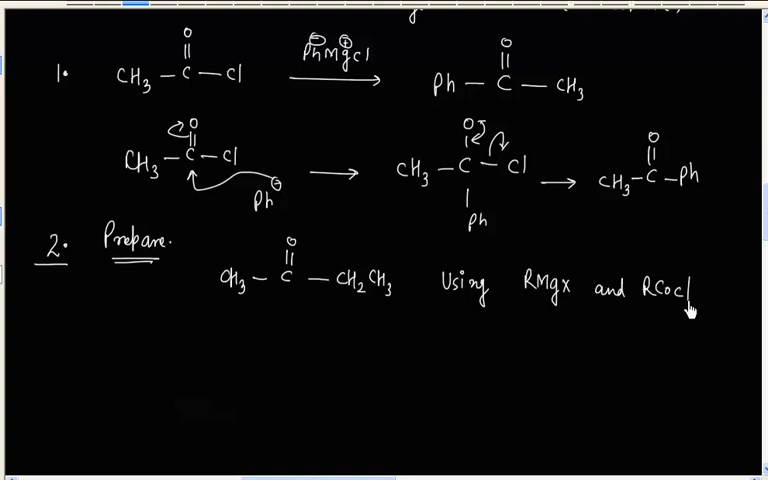 O O
PhMgCl
⊖ ⊕
1. CH3 — C — Cl → Ph — C — CH3
O O O
CH3 — C — Cl → CH3 — C — Cl → CH3 — C — Ph
Ph⊖ Ph
2. Prepare.
O
CH3 — C — CH2CH3 Using RMgx and RCocl